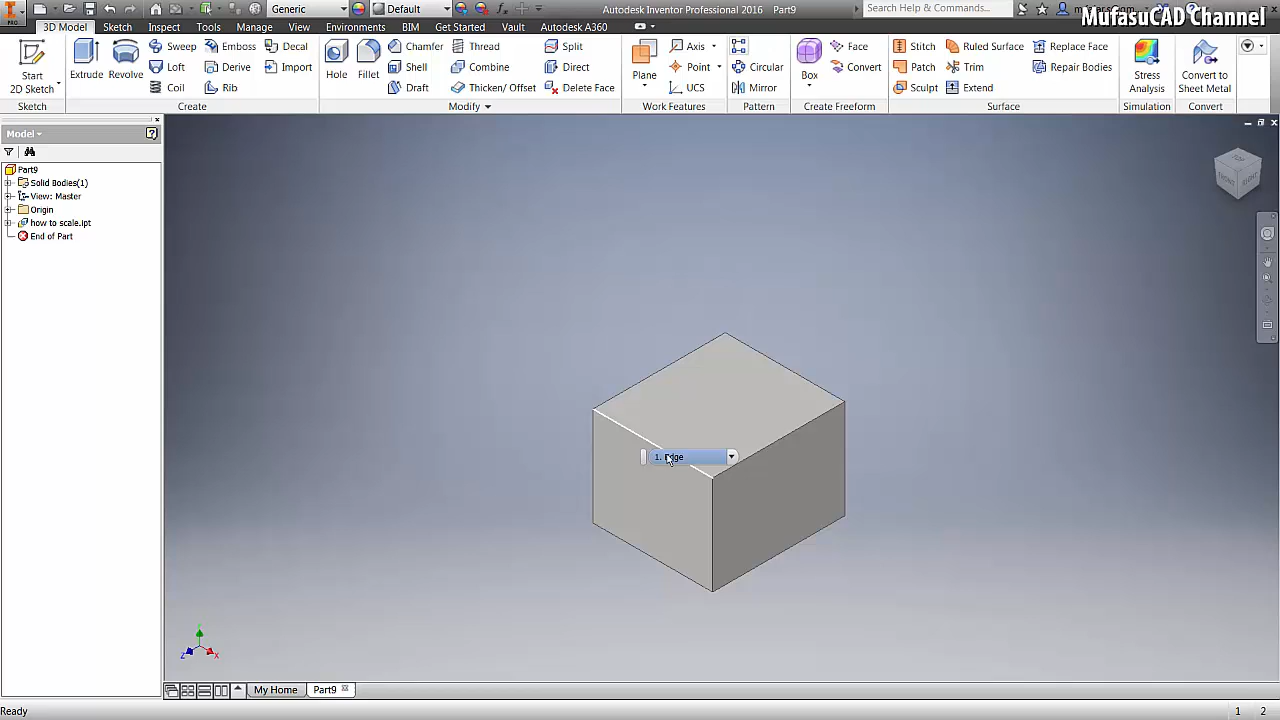 Generic
Default
Autodesk Inventor Professional 2016 Part9
Search Help & Commands...
MufasuCAD Channel
PRO
3D Model Sketch Inspect Tools Manage View Environments BIM Get Started Vault Autodesk A360
Start
2D Sketch
Extrude
Revolve
Sweep
Loft
Coil
Emboss
Derive
Rib
Decal
Import
Hole
Fillet
Chamfer
Shell
Draft
Thread
Combine
Thicken/ Offset
Split
Direct
Delete Face
Plane
Axis
Point
UCS
Circular
Mirror
Box
Face
Convert
Stitch
Patch
Sculpt
Ruled Surface
Trim
Extend
Replace Face
Repair Bodies
Stress
Analysis
Convert to
Sheet Metal
Sketch Create Modify Work Features Pattern Create Freeform Surface Simulation Convert
Model
Part9
Solid Bodies(1)
View: Master
Origin
how to scale.ipt
End of Part
TOP
FRONT
RIGHT
1. Edge
Y
Z
X
My Home
Part9
Ready
1 2